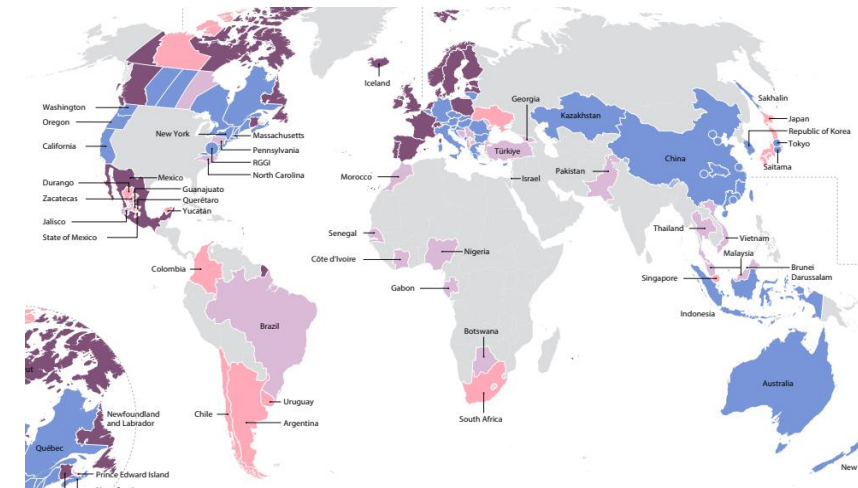 Iceland
Georgia
Sakhalin
Washington
Kazakhstan
Japan
Oregon
New York
Massachusetts
Republic of Korea
California
Pennsylvania
Türkiye
China
Tokyo
RGGI
Pakistan
Saitama
Mexico
North Carolina
Morocco
Israel
Durango
Guanajuato
Zacatecas
Querétaro
Yucatán
Jalisco
State of Mexico
Senegal
Thailand
Vietnam
Nigeria
Malaysia
Côte d'Ivoire
Colombia
Brunei
Darussalam
Singapore
Gabon
Indonesia
Brazil
Botswana
Australia
Uruguay
Chile
Argentina
South Africa
Newfoundland
and Labrador
Québec
New
Prince Edward Island